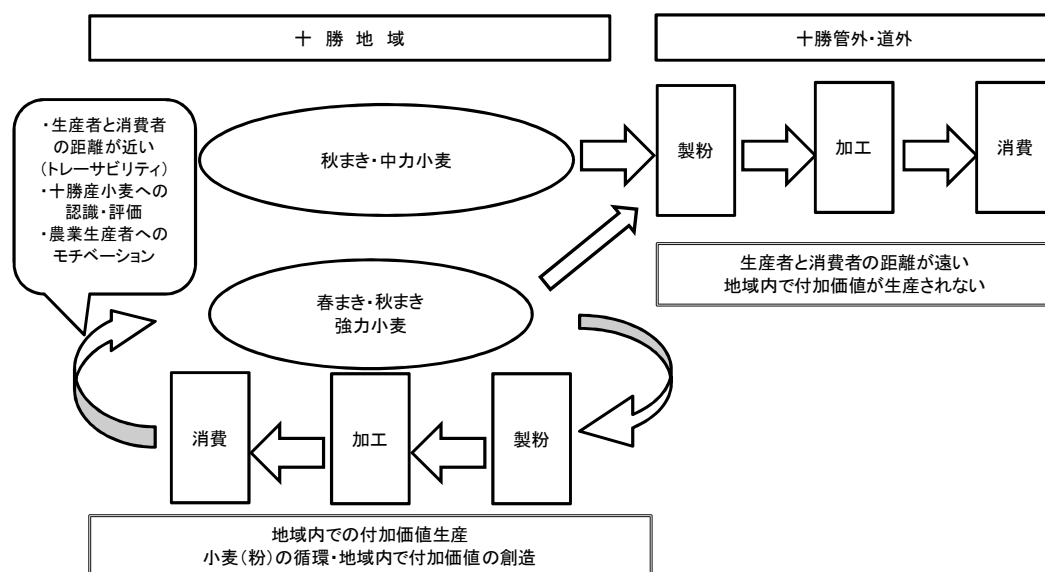 十 勝 地 域
十勝管外・道外
・生産者と消費者
の距離が近い
(トレーサビリティ)
・十勝産小麦への
認識・評価
・農業生産者への
モチベーション
秋まき・中力小麦
製粉
加工
消費
生産者と消費者の距離が遠い
地域内で付加価値が生産されない
春まき・秋まき
強力小麦
消費
加工
製粉
地域内での付加価値生産
小麦(粉)の循環・地域内で付加価値の創造